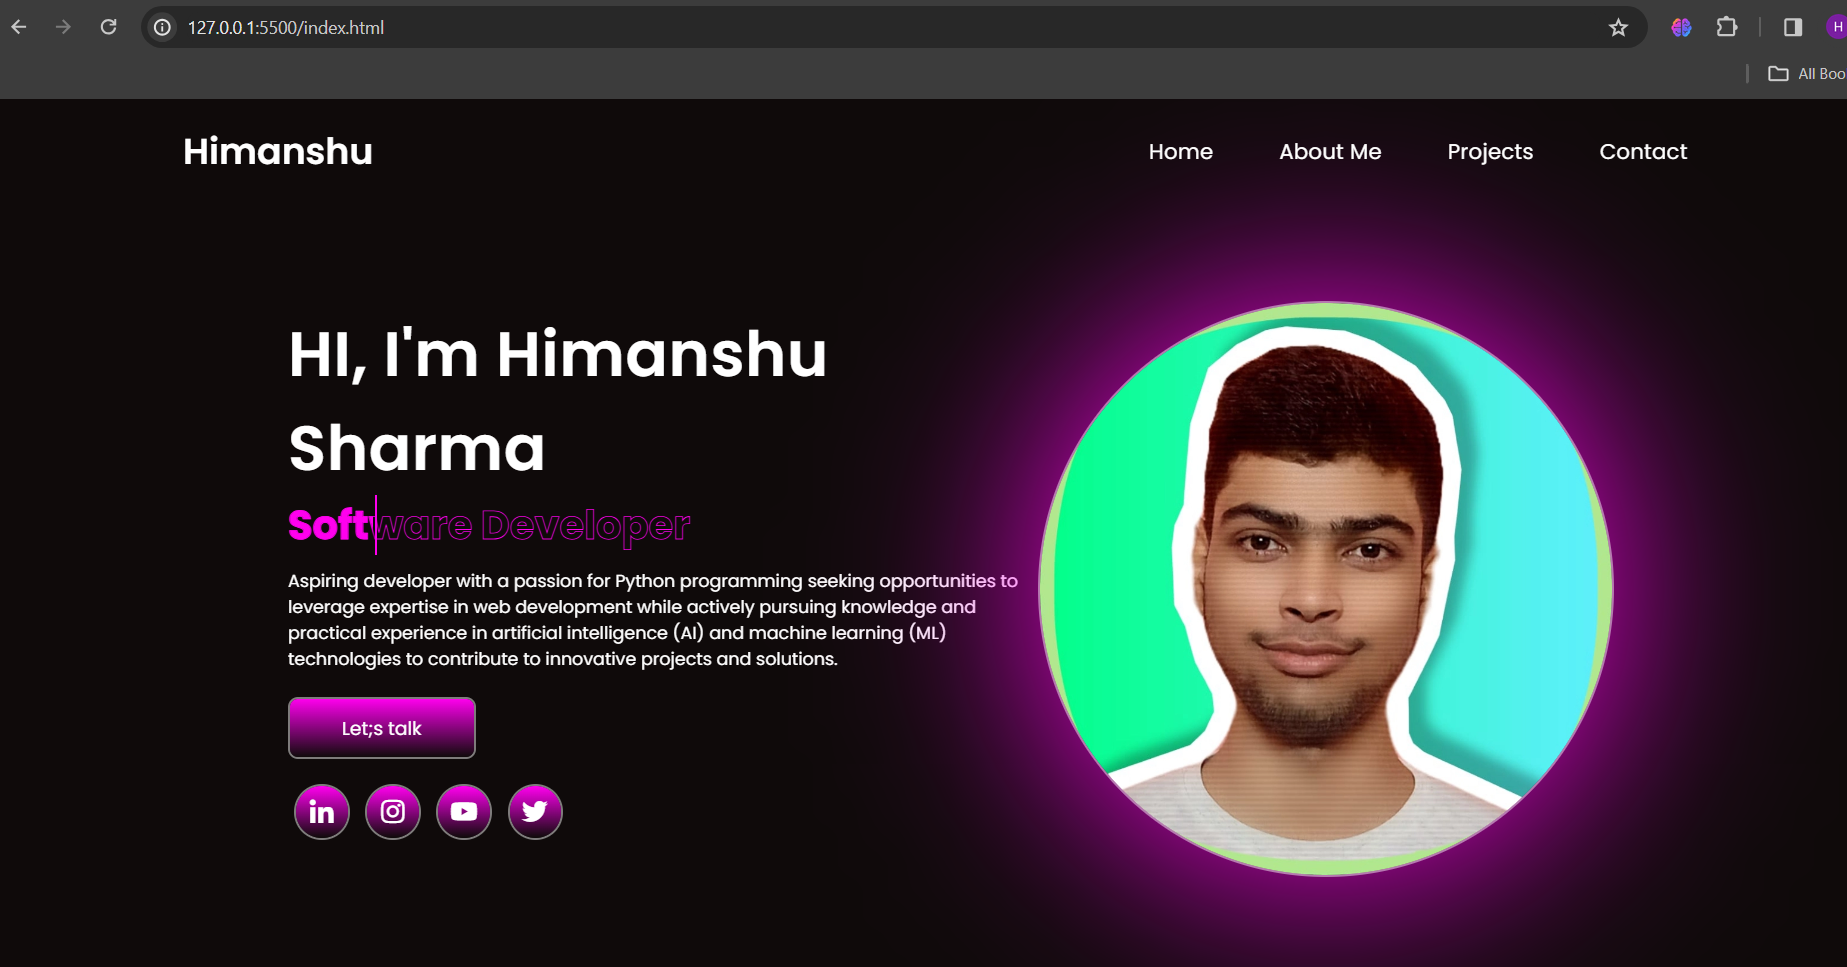 127.0.0.1:5500/index.html
H
All Boo
Himanshu
Home About Me Projects Contact
HI, I'm Himanshu
Sharma
Software Developer
Aspiring developer with a passion for Python programming seeking opportunities to
leverage expertise in web development while actively pursuing knowledge and
practical experience in artificial intelligence (AI) and machine learning (ML)
technologies to contribute to innovative projects and solutions.
Let;s talk
in